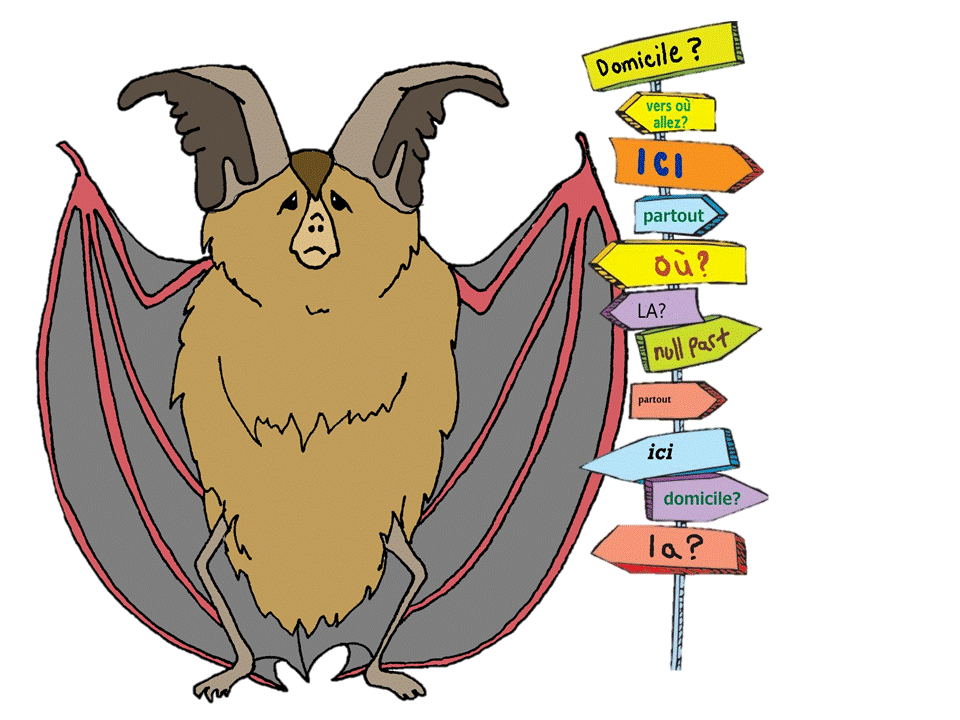 Domicile ?
vers où
allez?
ICI
partout
où?
LA?
null part
partout
ici
domicile?
la?